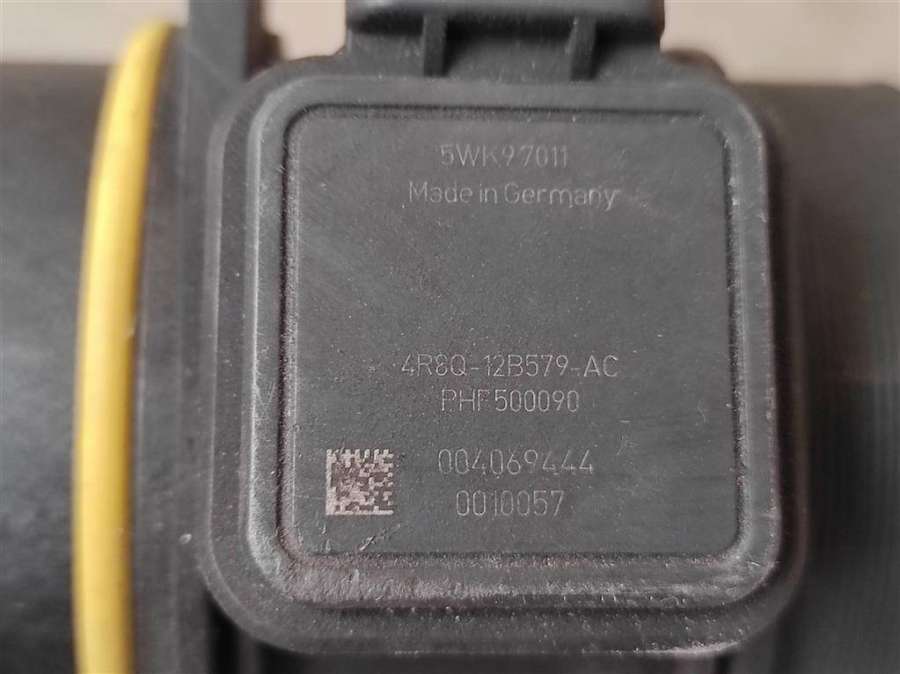 5WK97011
Made in Germany
4R8Q-12B579-AC
PHF500090
004069444
0010057